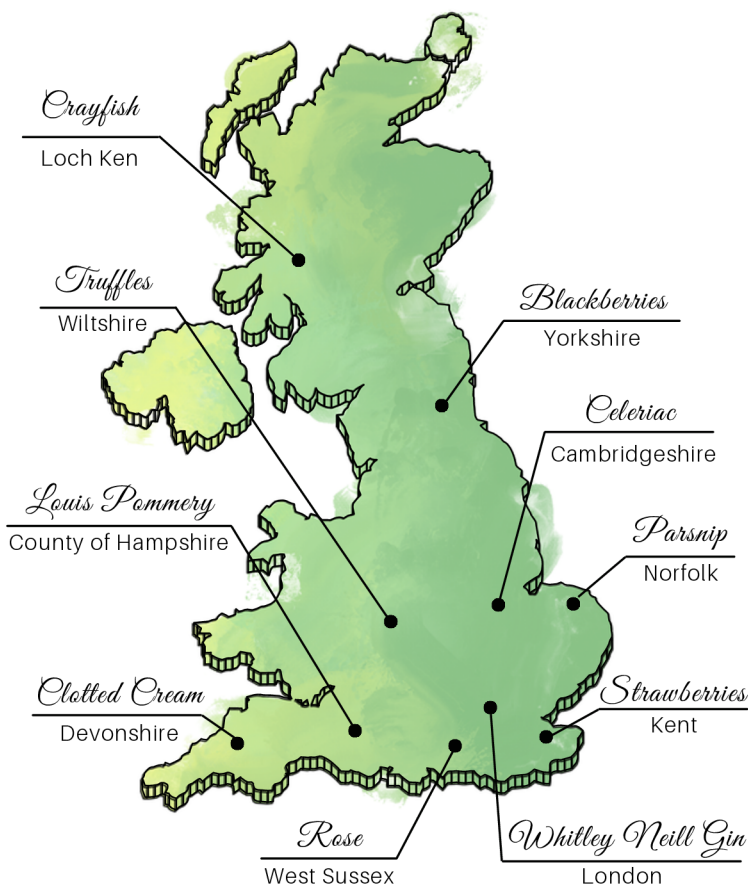 Crayfish
Loch Ken
Truffles
Wiltshire
Blackberries
Yorkshire
Celeriac
Cambridgeshire
Louis Pommery
County of Hampshire
Parsnip
Norfolk
Clotted Cream
Devonshire
Strawberries
Kent
Rose
West Sussex
Whitley Neill Gin
London